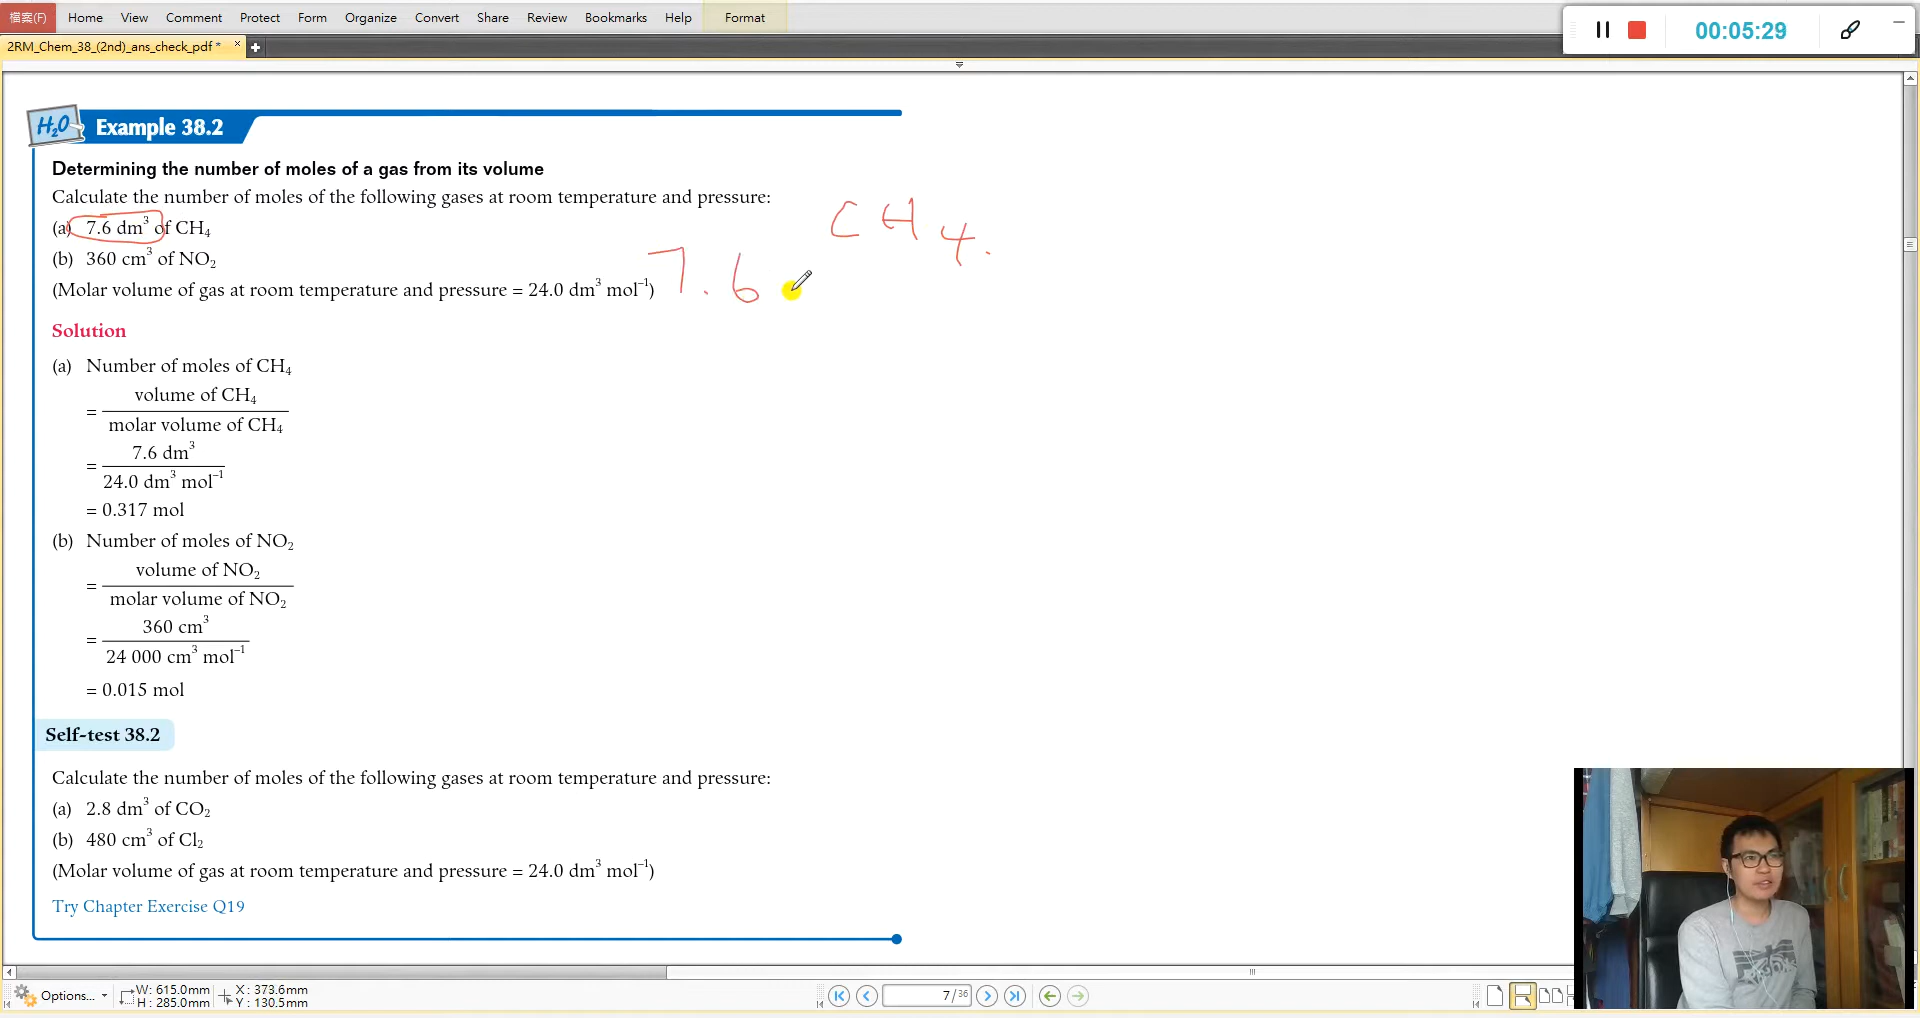 檔案(F) Home View Comment Protect Form Organize Convert Share Review Bookmarks Help Format
00:05:29
2RM_Chem_38_(2nd)_ans_check_pdf *
H₂O Example 38.2
Determining the number of moles of a gas from its volume
Calculate the number of moles of the following gases at room temperature and pressure:
(a) 7.6 dm³ of CH₄
(b) 360 cm³ of NO₂
(Molar volume of gas at room temperature and pressure = 24.0 dm³ mol⁻¹)
CH₄.
7.6
Solution
(a) Number of moles of CH₄
volume of CH₄
=
molar volume of CH₄
7.6 dm³
=
24.0 dm³ mol⁻¹
= 0.317 mol
(b) Number of moles of NO₂
volume of NO₂
=
molar volume of NO₂
360 cm³
=
24 000 cm³ mol⁻¹
= 0.015 mol
Self-test 38.2
Calculate the number of moles of the following gases at room temperature and pressure:
(a) 2.8 dm³ of CO₂
(b) 480 cm³ of Cl₂
(Molar volume of gas at room temperature and pressure = 24.0 dm³ mol⁻¹)
Try Chapter Exercise Q19
Options...
W: 615.0mm
H: 285.0mm
X: 373.6mm
Y: 130.5mm
7/36